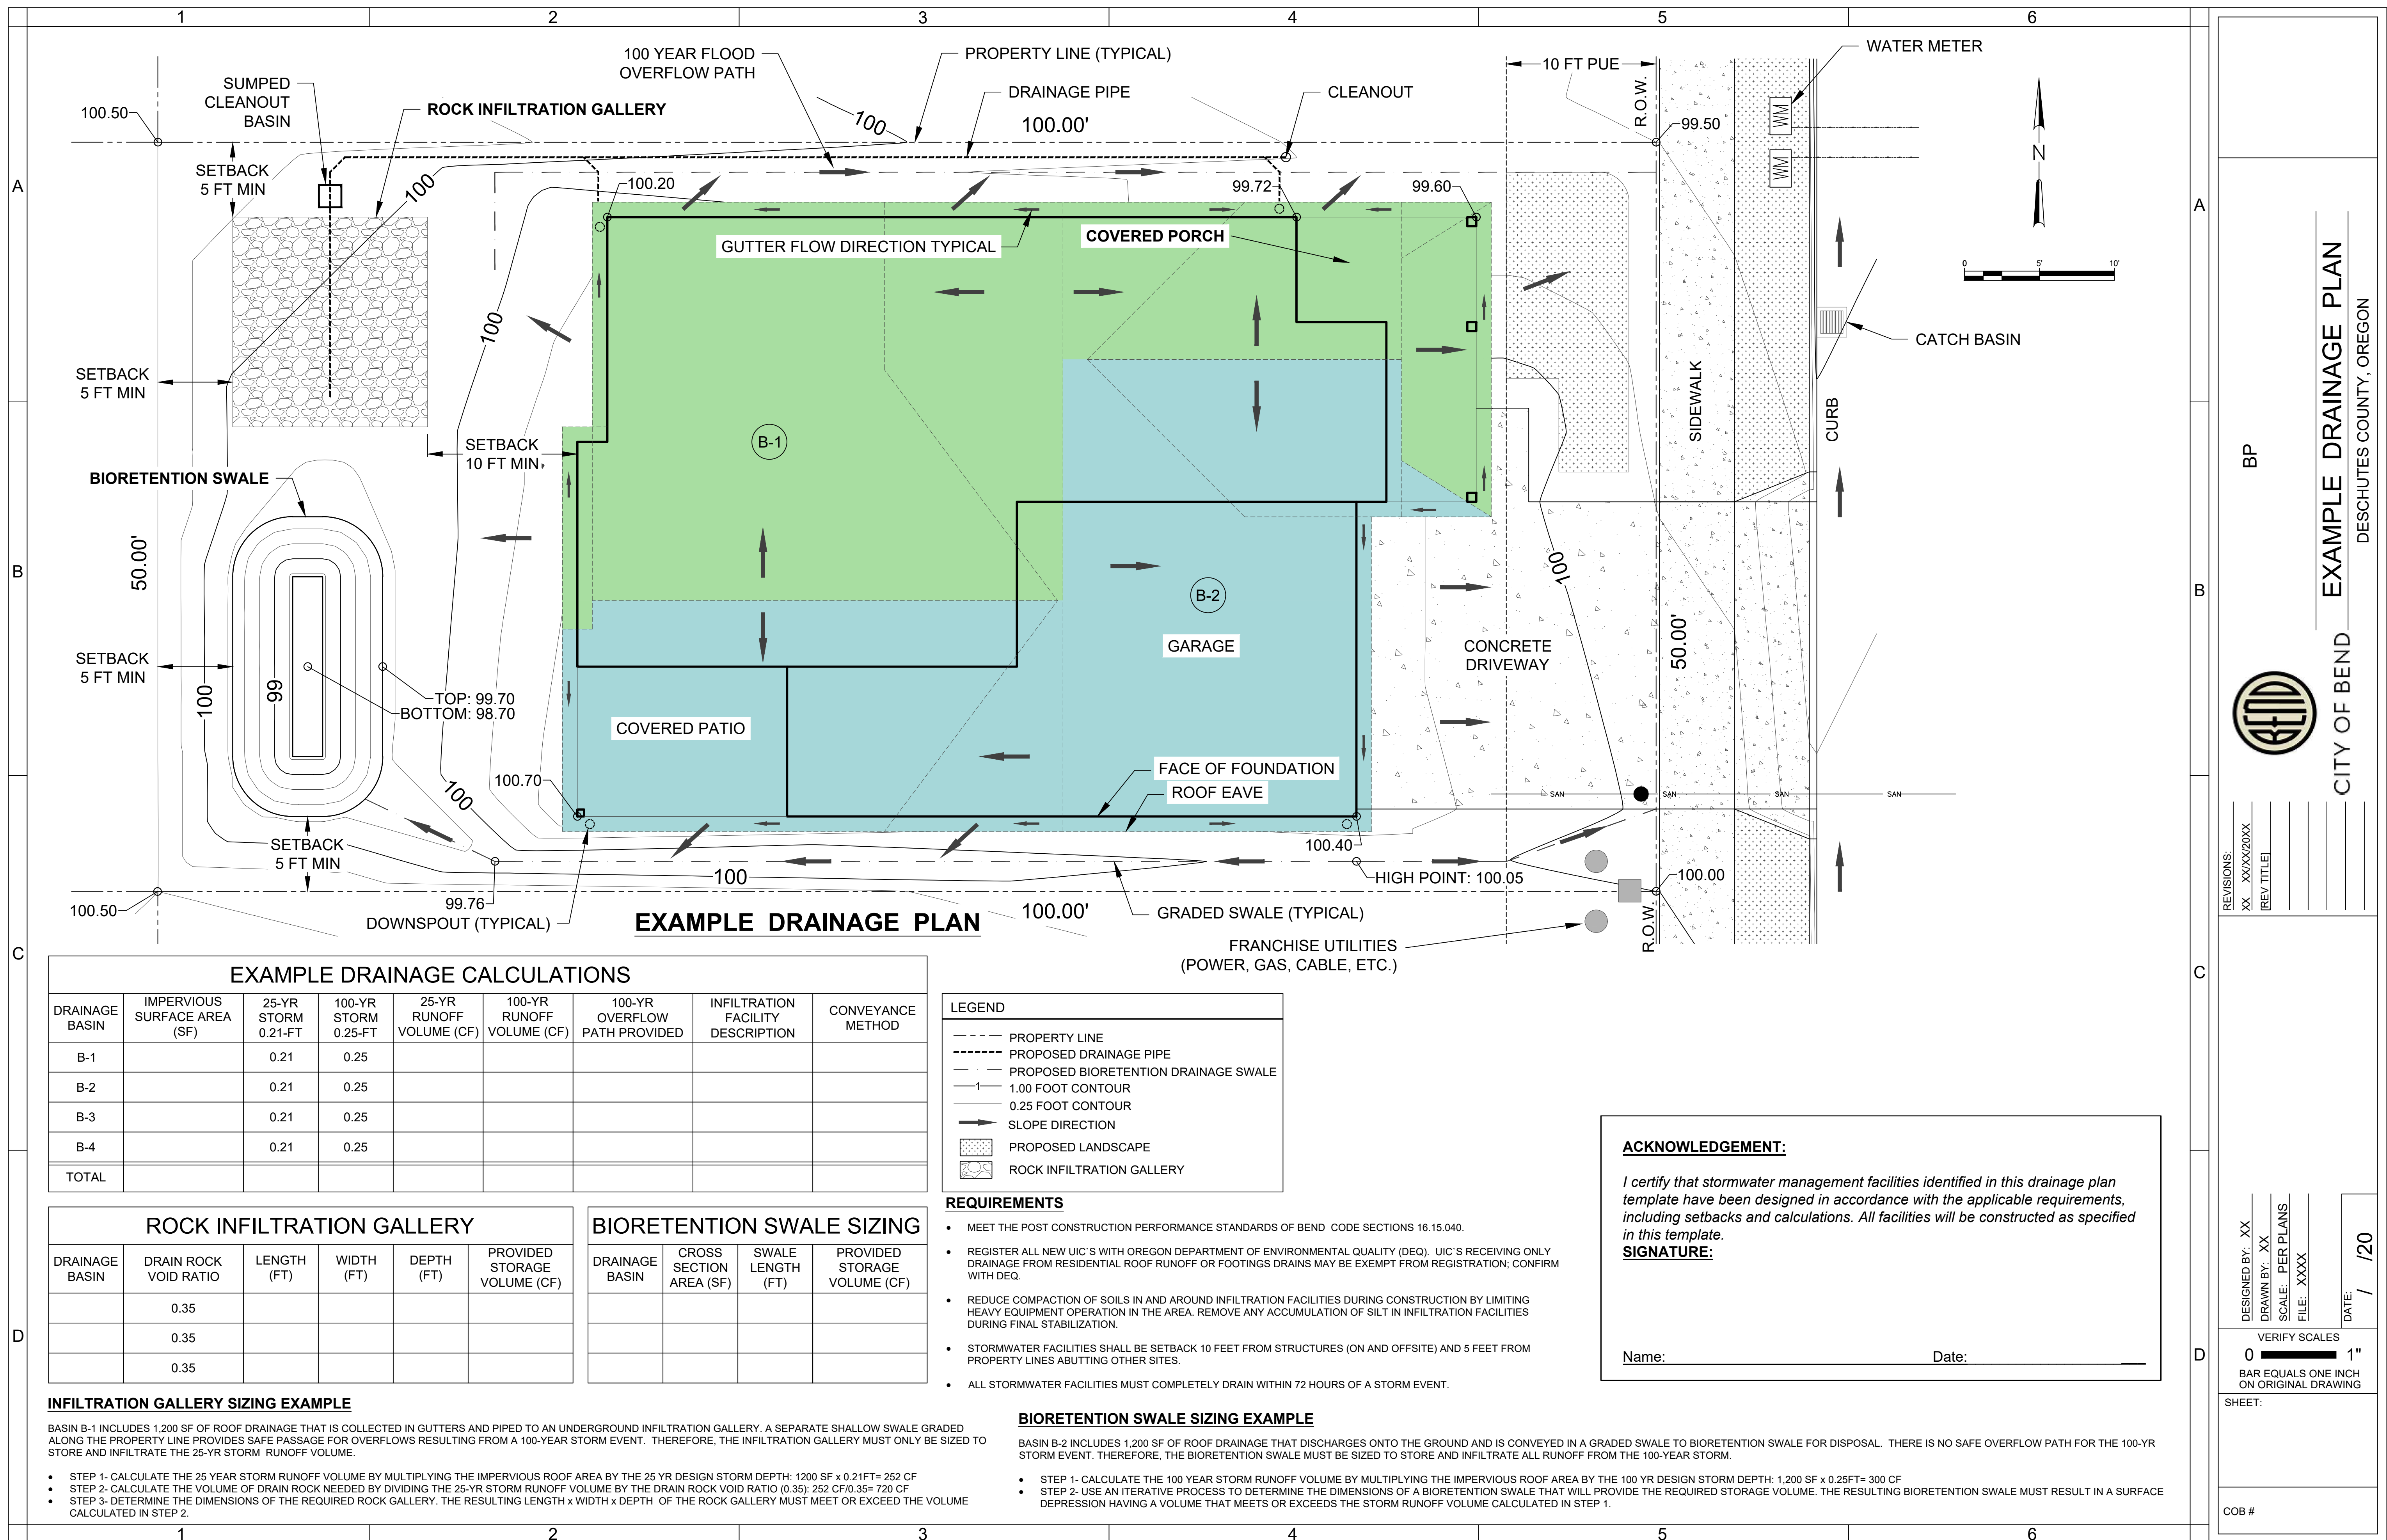 1 2 3 4 5 6
100 YEAR FLOOD
OVERFLOW PATH
PROPERTY LINE (TYPICAL)
WATER METER
10 FT PUE
SUMPED
CLEANOUT
BASIN
ROCK INFILTRATION GALLERY
DRAINAGE PIPE
CLEANOUT
R.O.W.
100.50
100
100.00'
99.50
WM
WM
N
SETBACK
5 FT MIN
A
A
100
100.20
99.72
99.60
GUTTER FLOW DIRECTION TYPICAL
COVERED PORCH
0 5' 10'
100
CATCH BASIN
SETBACK
5 FT MIN
SIDEWALK
CURB
B-1
SETBACK
10 FT MIN.
BIORETENTION SWALE
50.00'
B
B
100
B-2
GARAGE
CONCRETE
DRIVEWAY
50.00'
SETBACK
5 FT MIN
100
99
TOP: 99.70
BOTTOM: 98.70
COVERED PATIO
100.70
100
FACE OF FOUNDATION
ROOF EAVE
SAN SAN SAN SAN
SETBACK
5 FT MIN
100.40
100
HIGH POINT: 100.05
100.00
100.50
99.76
DOWNSPOUT (TYPICAL)
EXAMPLE DRAINAGE PLAN
100.00'
GRADED SWALE (TYPICAL)
R.O.W.
FRANCHISE UTILITIES
(POWER, GAS, CABLE, ETC.)
C
C
EXAMPLE DRAINAGE CALCULATIONS
DRAINAGE BASIN
IMPERVIOUS SURFACE AREA (SF)
25-YR STORM 0.21-FT
100-YR STORM 0.25-FT
25-YR RUNOFF VOLUME (CF)
100-YR RUNOFF VOLUME (CF)
100-YR OVERFLOW PATH PROVIDED
INFILTRATION FACILITY DESCRIPTION
CONVEYANCE METHOD
B-1 0.21 0.25
B-2 0.21 0.25
B-3 0.21 0.25
B-4 0.21 0.25
TOTAL
LEGEND
PROPERTY LINE
PROPOSED DRAINAGE PIPE
PROPOSED BIORETENTION DRAINAGE SWALE
1 1.00 FOOT CONTOUR
0.25 FOOT CONTOUR
SLOPE DIRECTION
PROPOSED LANDSCAPE
ROCK INFILTRATION GALLERY
ROCK INFILTRATION GALLERY
DRAINAGE BASIN
DRAIN ROCK VOID RATIO
LENGTH (FT)
WIDTH (FT)
DEPTH (FT)
PROVIDED STORAGE VOLUME (CF)
0.35
0.35
0.35
BIORETENTION SWALE SIZING
DRAINAGE BASIN
CROSS SECTION AREA (SF)
SWALE LENGTH (FT)
PROVIDED STORAGE VOLUME (CF)
REQUIREMENTS
• MEET THE POST CONSTRUCTION PERFORMANCE STANDARDS OF BEND CODE SECTIONS 16.15.040.
• REGISTER ALL NEW UIC`S WITH OREGON DEPARTMENT OF ENVIRONMENTAL QUALITY (DEQ). UIC`S RECEIVING ONLY
DRAINAGE FROM RESIDENTIAL ROOF RUNOFF OR FOOTINGS DRAINS MAY BE EXEMPT FROM REGISTRATION; CONFIRM
WITH DEQ.
• REDUCE COMPACTION OF SOILS IN AND AROUND INFILTRATION FACILITIES DURING CONSTRUCTION BY LIMITING
HEAVY EQUIPMENT OPERATION IN THE AREA. REMOVE ANY ACCUMULATION OF SILT IN INFILTRATION FACILITIES
DURING FINAL STABILIZATION.
• STORMWATER FACILITIES SHALL BE SETBACK 10 FEET FROM STRUCTURES (ON AND OFFSITE) AND 5 FEET FROM
PROPERTY LINES ABUTTING OTHER SITES.
• ALL STORMWATER FACILITIES MUST COMPLETELY DRAIN WITHIN 72 HOURS OF A STORM EVENT.
ACKNOWLEDGEMENT:
I certify that stormwater management facilities identified in this drainage plan
template have been designed in accordance with the applicable requirements,
including setbacks and calculations. All facilities will be constructed as specified
in this template.
SIGNATURE:
Name: Date:
D
D
INFILTRATION GALLERY SIZING EXAMPLE
BASIN B-1 INCLUDES 1,200 SF OF ROOF DRAINAGE THAT IS COLLECTED IN GUTTERS AND PIPED TO AN UNDERGROUND INFILTRATION GALLERY. A SEPARATE SHALLOW SWALE GRADED
ALONG THE PROPERTY LINE PROVIDES SAFE PASSAGE FOR OVERFLOWS RESULTING FROM A 100-YEAR STORM EVENT. THEREFORE, THE INFILTRATION GALLERY MUST ONLY BE SIZED TO
STORE AND INFILTRATE THE 25-YR STORM RUNOFF VOLUME.
• STEP 1- CALCULATE THE 25 YEAR STORM RUNOFF VOLUME BY MULTIPLYING THE IMPERVIOUS ROOF AREA BY THE 25 YR DESIGN STORM DEPTH: 1200 SF x 0.21FT= 252 CF
• STEP 2- CALCULATE THE VOLUME OF DRAIN ROCK NEEDED BY DIVIDING THE 25-YR STORM RUNOFF VOLUME BY THE DRAIN ROCK VOID RATIO (0.35): 252 CF/0.35= 720 CF
• STEP 3- DETERMINE THE DIMENSIONS OF THE REQUIRED ROCK GALLERY. THE RESULTING LENGTH x WIDTH x DEPTH OF THE ROCK GALLERY MUST MEET OR EXCEED THE VOLUME
CALCULATED IN STEP 2.
BIORETENTION SWALE SIZING EXAMPLE
BASIN B-2 INCLUDES 1,200 SF OF ROOF DRAINAGE THAT DISCHARGES ONTO THE GROUND AND IS CONVEYED IN A GRADED SWALE TO BIORETENTION SWALE FOR DISPOSAL. THERE IS NO SAFE OVERFLOW PATH FOR THE 100-YR
STORM EVENT. THEREFORE, THE BIORETENTION SWALE MUST BE SIZED TO STORE AND INFILTRATE ALL RUNOFF FROM THE 100-YEAR STORM.
• STEP 1- CALCULATE THE 100 YEAR STORM RUNOFF VOLUME BY MULTIPLYING THE IMPERVIOUS ROOF AREA BY THE 100 YR DESIGN STORM DEPTH: 1,200 SF x 0.25FT= 300 CF
• STEP 2- USE AN ITERATIVE PROCESS TO DETERMINE THE DIMENSIONS OF A BIORETENTION SWALE THAT WILL PROVIDE THE REQUIRED STORAGE VOLUME. THE RESULTING BIORETENTION SWALE MUST RESULT IN A SURFACE
DEPRESSION HAVING A VOLUME THAT MEETS OR EXCEEDS THE STORM RUNOFF VOLUME CALCULATED IN STEP 1.
1 2 3 4 5 6
BP
EXAMPLE DRAINAGE PLAN
DESCHUTES COUNTY, OREGON
BEND
CITY OF BEND
REVISIONS:
XX XX/XX/20XX
[REV TITLE]
DESIGNED BY: XX
DRAWN BY: XX
SCALE: PER PLANS
FILE: XXXX
DATE:
/ /20
VERIFY SCALES
0 1"
BAR EQUALS ONE INCH
ON ORIGINAL DRAWING
SHEET:
COB #